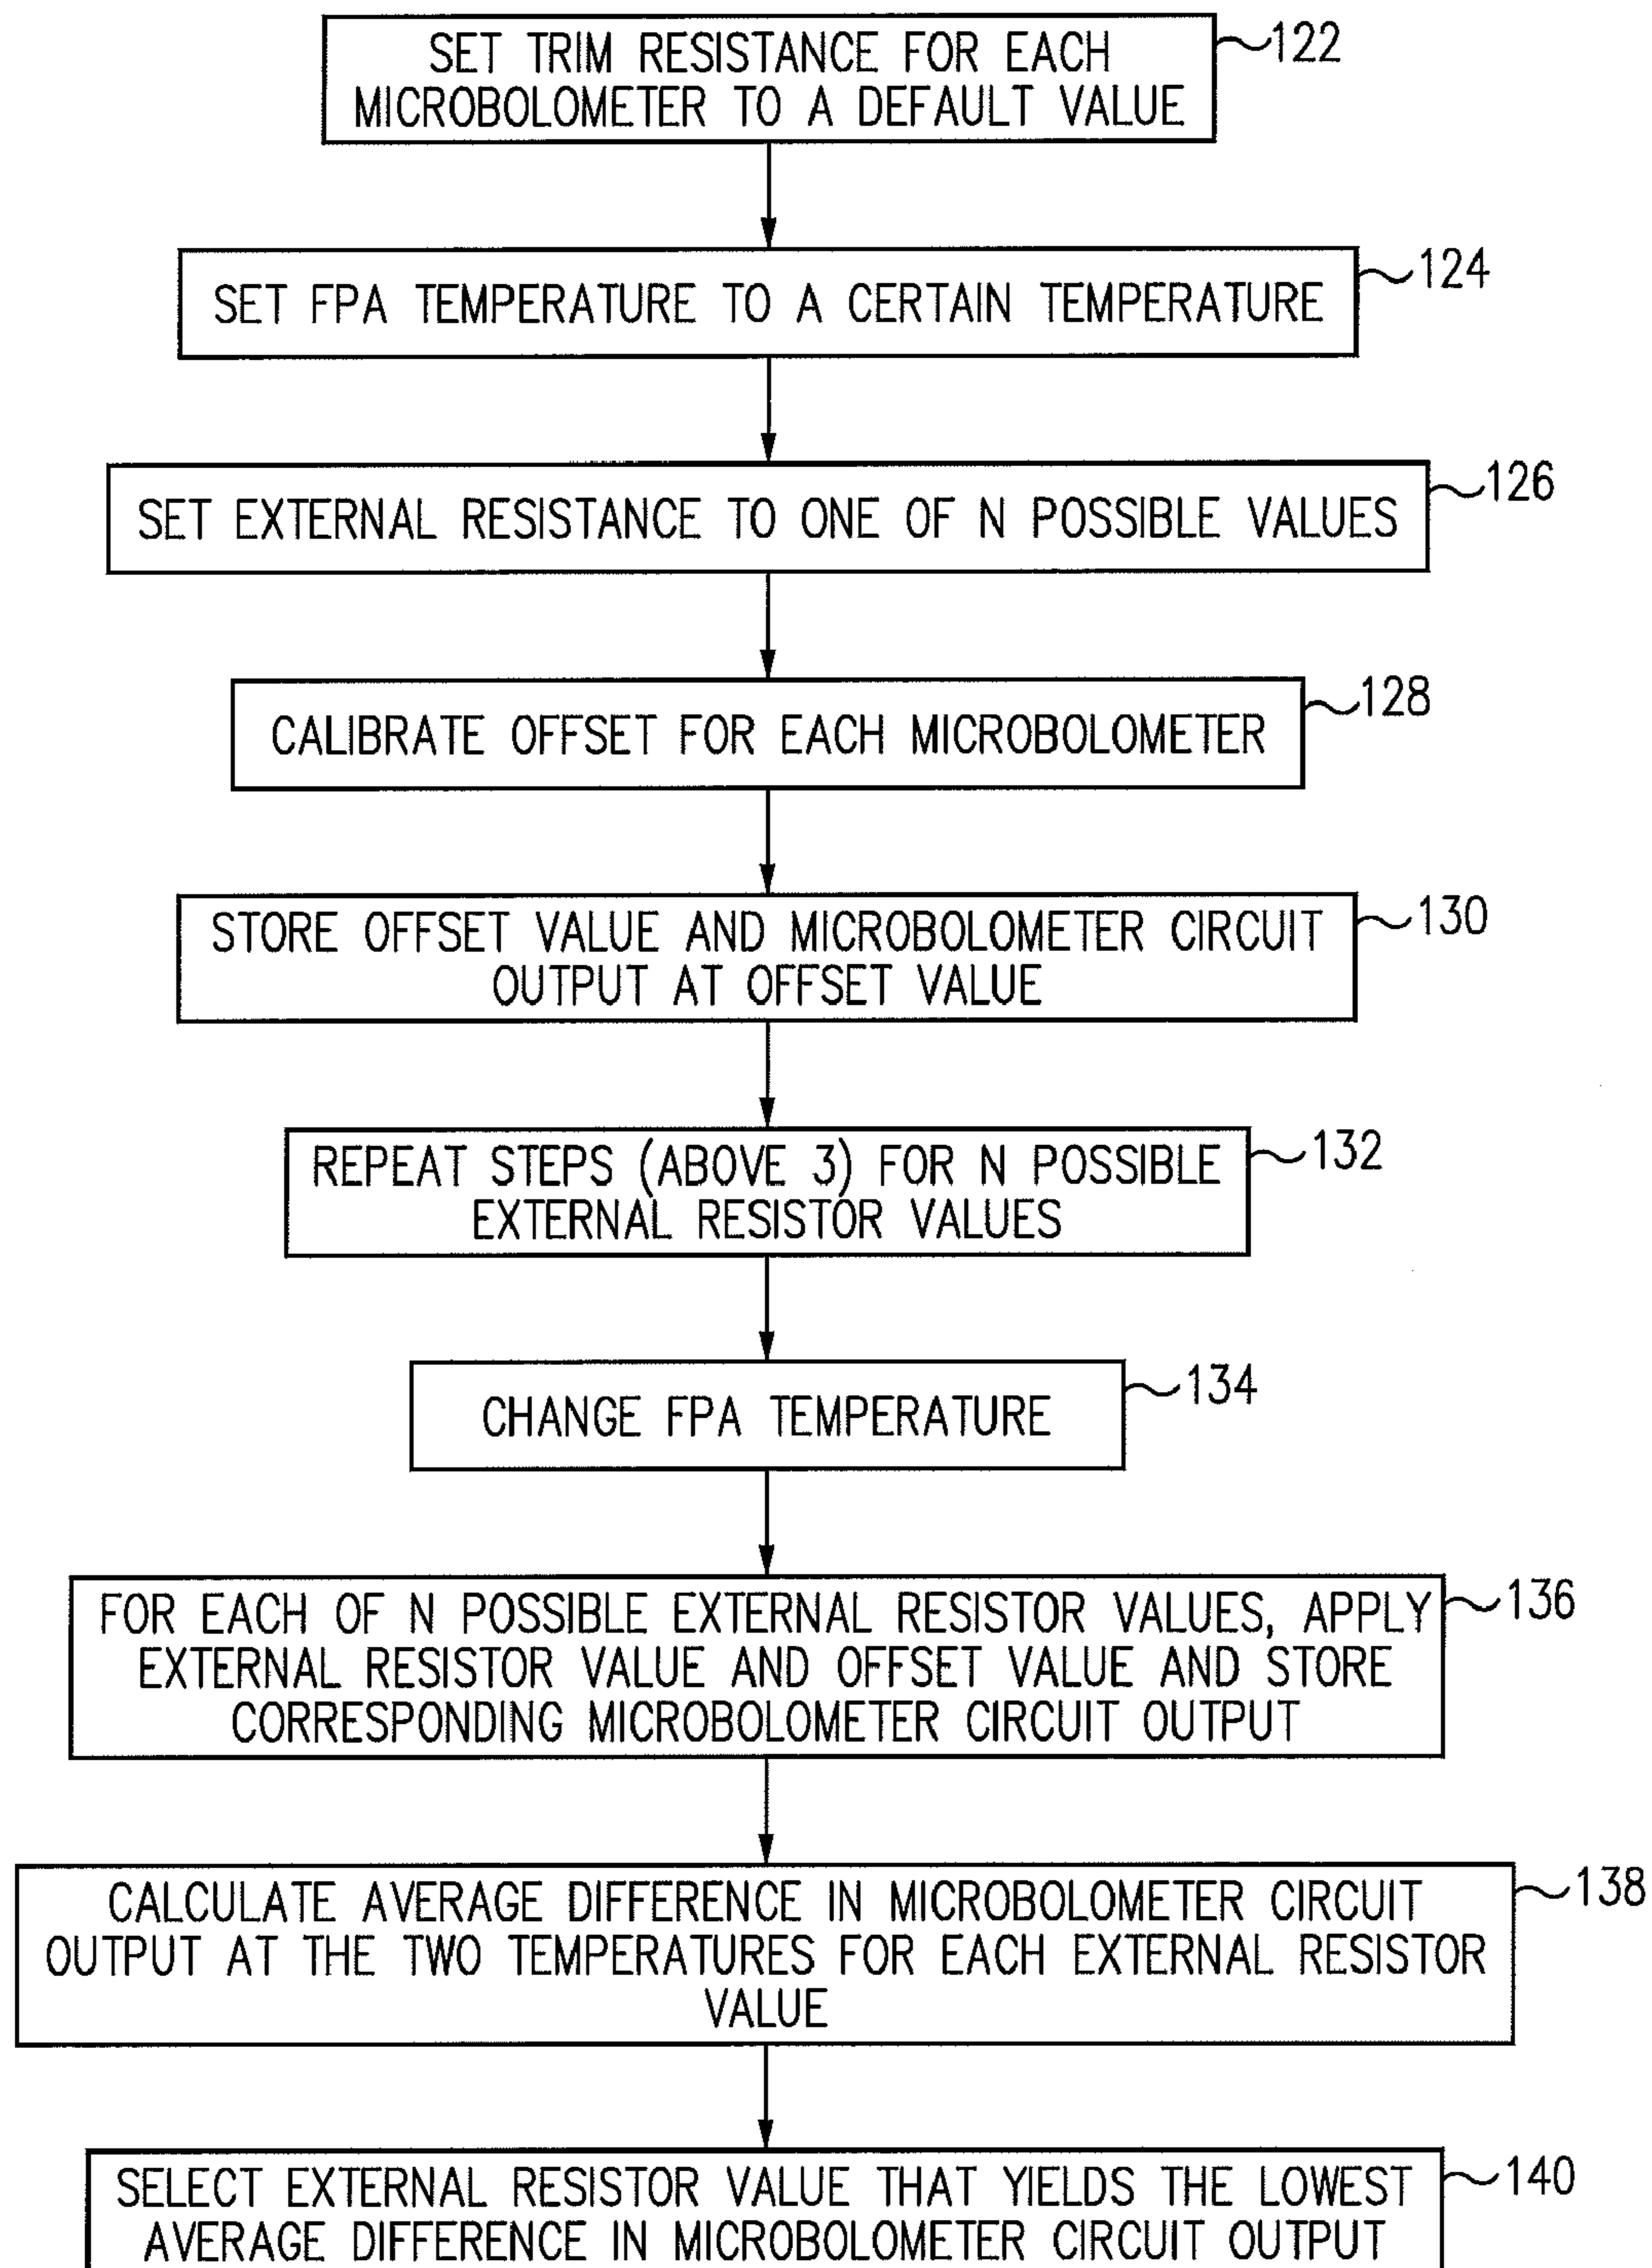 SET TRIM RESISTANCE FOR EACH
MICROBOLOMETER TO A DEFAULT VALUE
122
SET FPA TEMPERATURE TO A CERTAIN TEMPERATURE
124
SET EXTERNAL RESISTANCE TO ONE OF N POSSIBLE VALUES
126
CALIBRATE OFFSET FOR EACH MICROBOLOMETER
128
STORE OFFSET VALUE AND MICROBOLOMETER CIRCUIT
OUTPUT AT OFFSET VALUE
130
REPEAT STEPS (ABOVE 3) FOR N POSSIBLE
EXTERNAL RESISTOR VALUES
132
CHANGE FPA TEMPERATURE
134
FOR EACH OF N POSSIBLE EXTERNAL RESISTOR VALUES, APPLY
EXTERNAL RESISTOR VALUE AND OFFSET VALUE AND STORE
CORRESPONDING MICROBOLOMETER CIRCUIT OUTPUT
136
CALCULATE AVERAGE DIFFERENCE IN MICROBOLOMETER CIRCUIT
OUTPUT AT THE TWO TEMPERATURES FOR EACH EXTERNAL RESISTOR
VALUE
138
SELECT EXTERNAL RESISTOR VALUE THAT YIELDS THE LOWEST
AVERAGE DIFFERENCE IN MICROBOLOMETER CIRCUIT OUTPUT
140